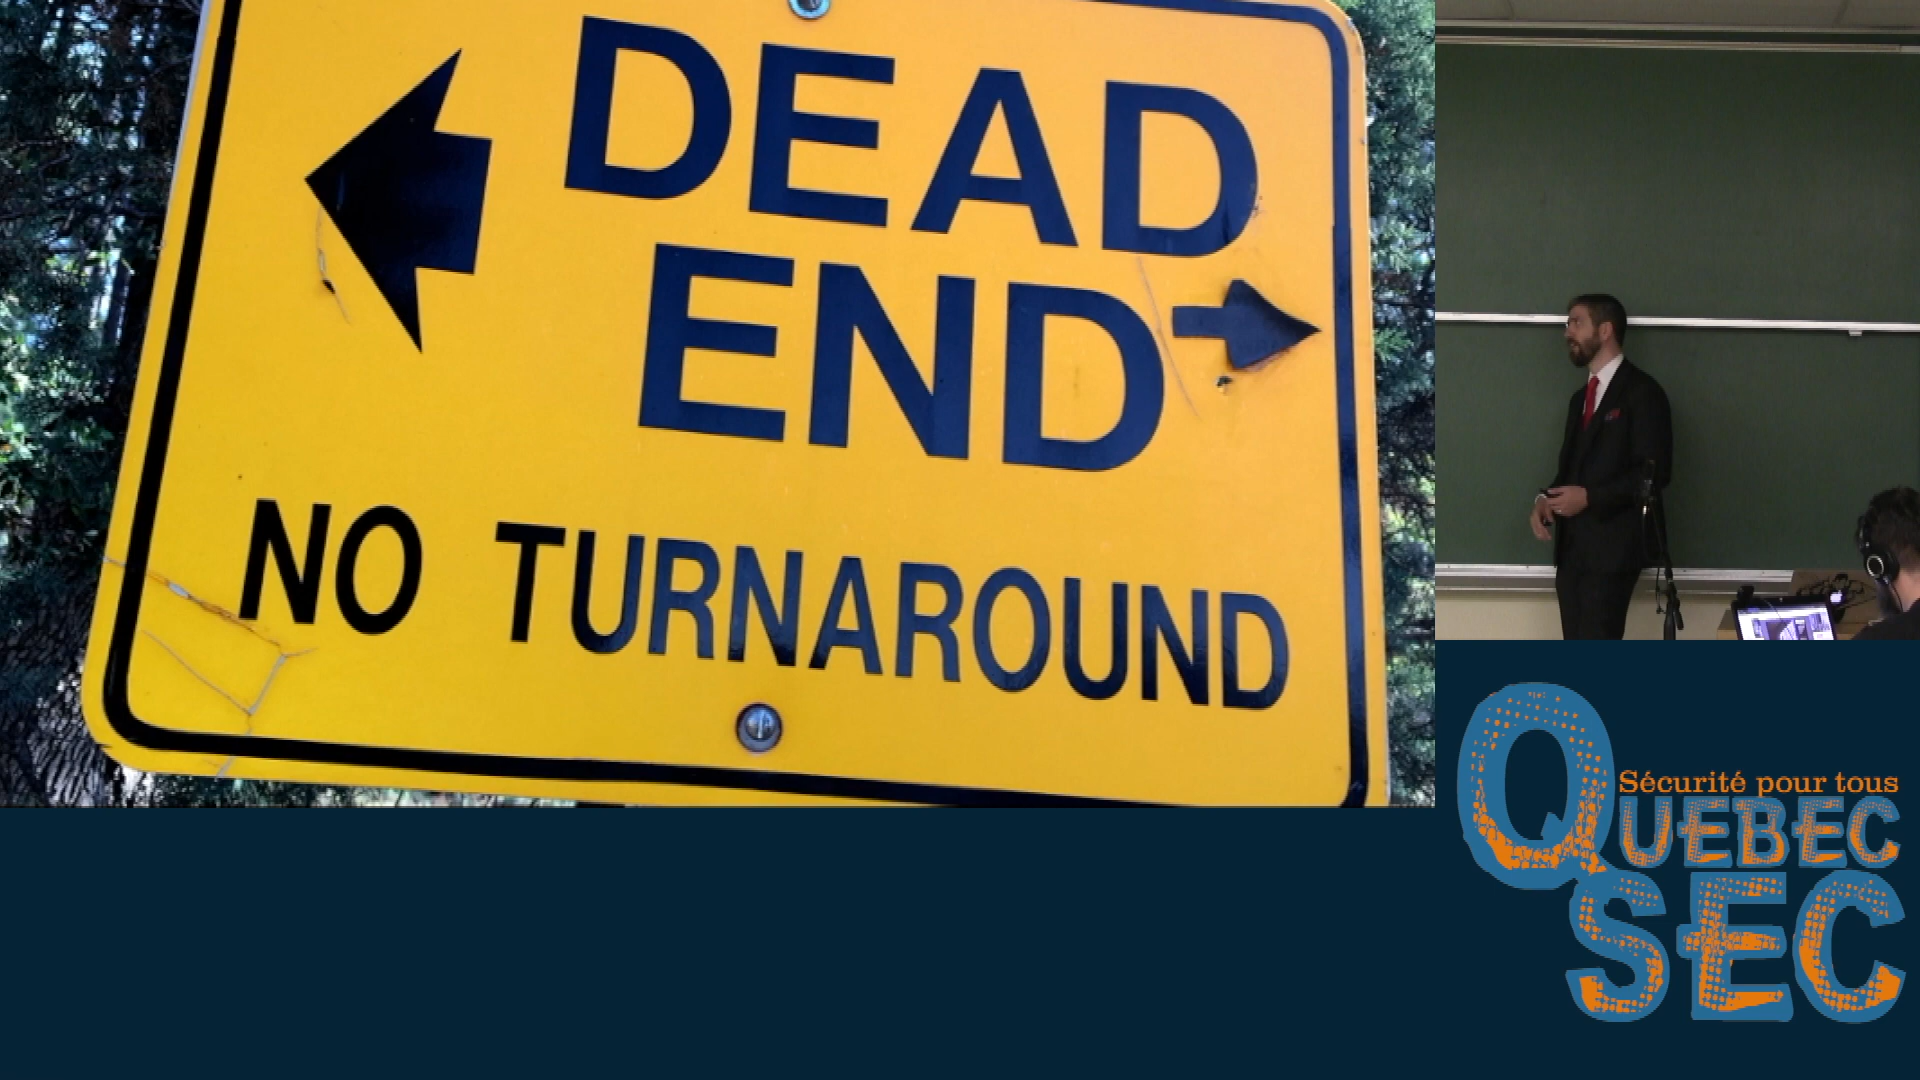 DEAD
END
NO TURNAROUND
Sécurité pour tous
QUEBEC
SEC